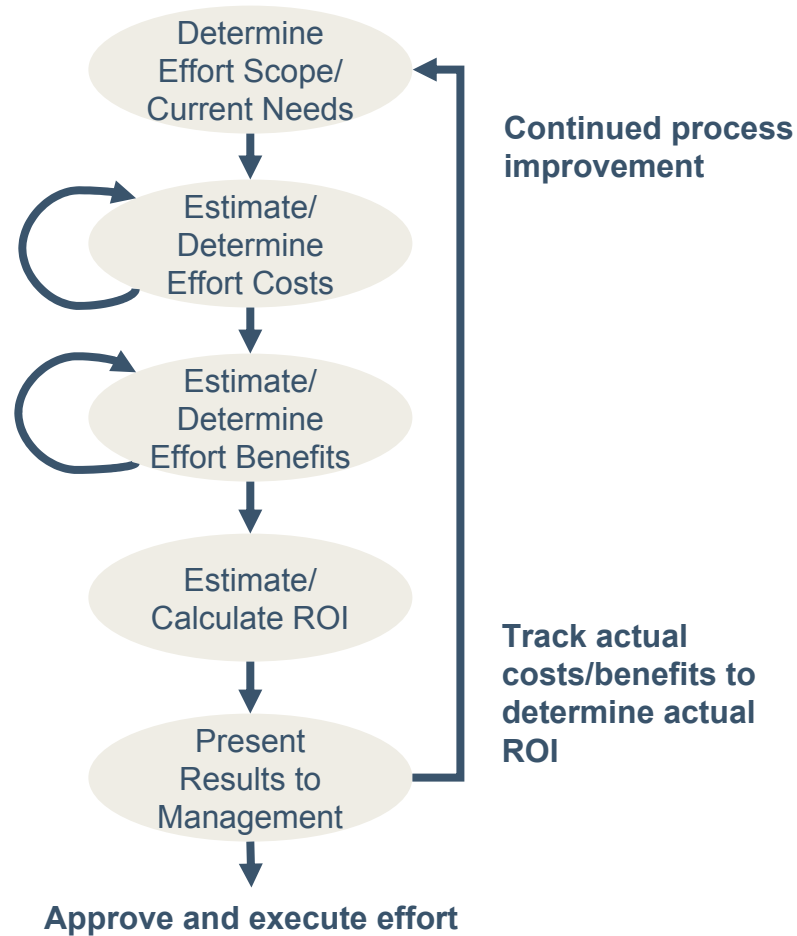 Determine
Effort Scope/
Current Needs
Continued process
improvement
Estimate/
Determine
Effort Costs
Estimate/
Determine
Effort Benefits
Estimate/
Calculate ROI
Track actual
costs/benefits to
determine actual
ROI
Present
Results to
Management
Approve and execute effort